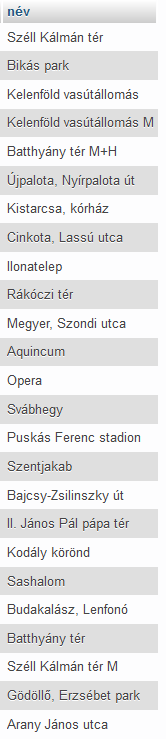 név
Széll Kálmán tér
Bikás park
Kelenföld vasútállomás
Kelenföld vasútállomás M
Batthyány tér M+H
Újpalota, Nyírpalota út
Kistarcsa, kórház
Cinkota, Lassú utca
Ilonatelep
Rákóczi tér
Megyer, Szondi utca
Aquincum
Opera
Svábhegy
Puskás Ferenc stadion
Szentjakab
Bajcsy-Zsilinszky út
II. János Pál pápa tér
Kodály körönd
Sashalom
Budakalász, Lenfonó
Batthyány tér
Széll Kálmán tér M
Gödöllő, Erzsébet park
Arany János utca